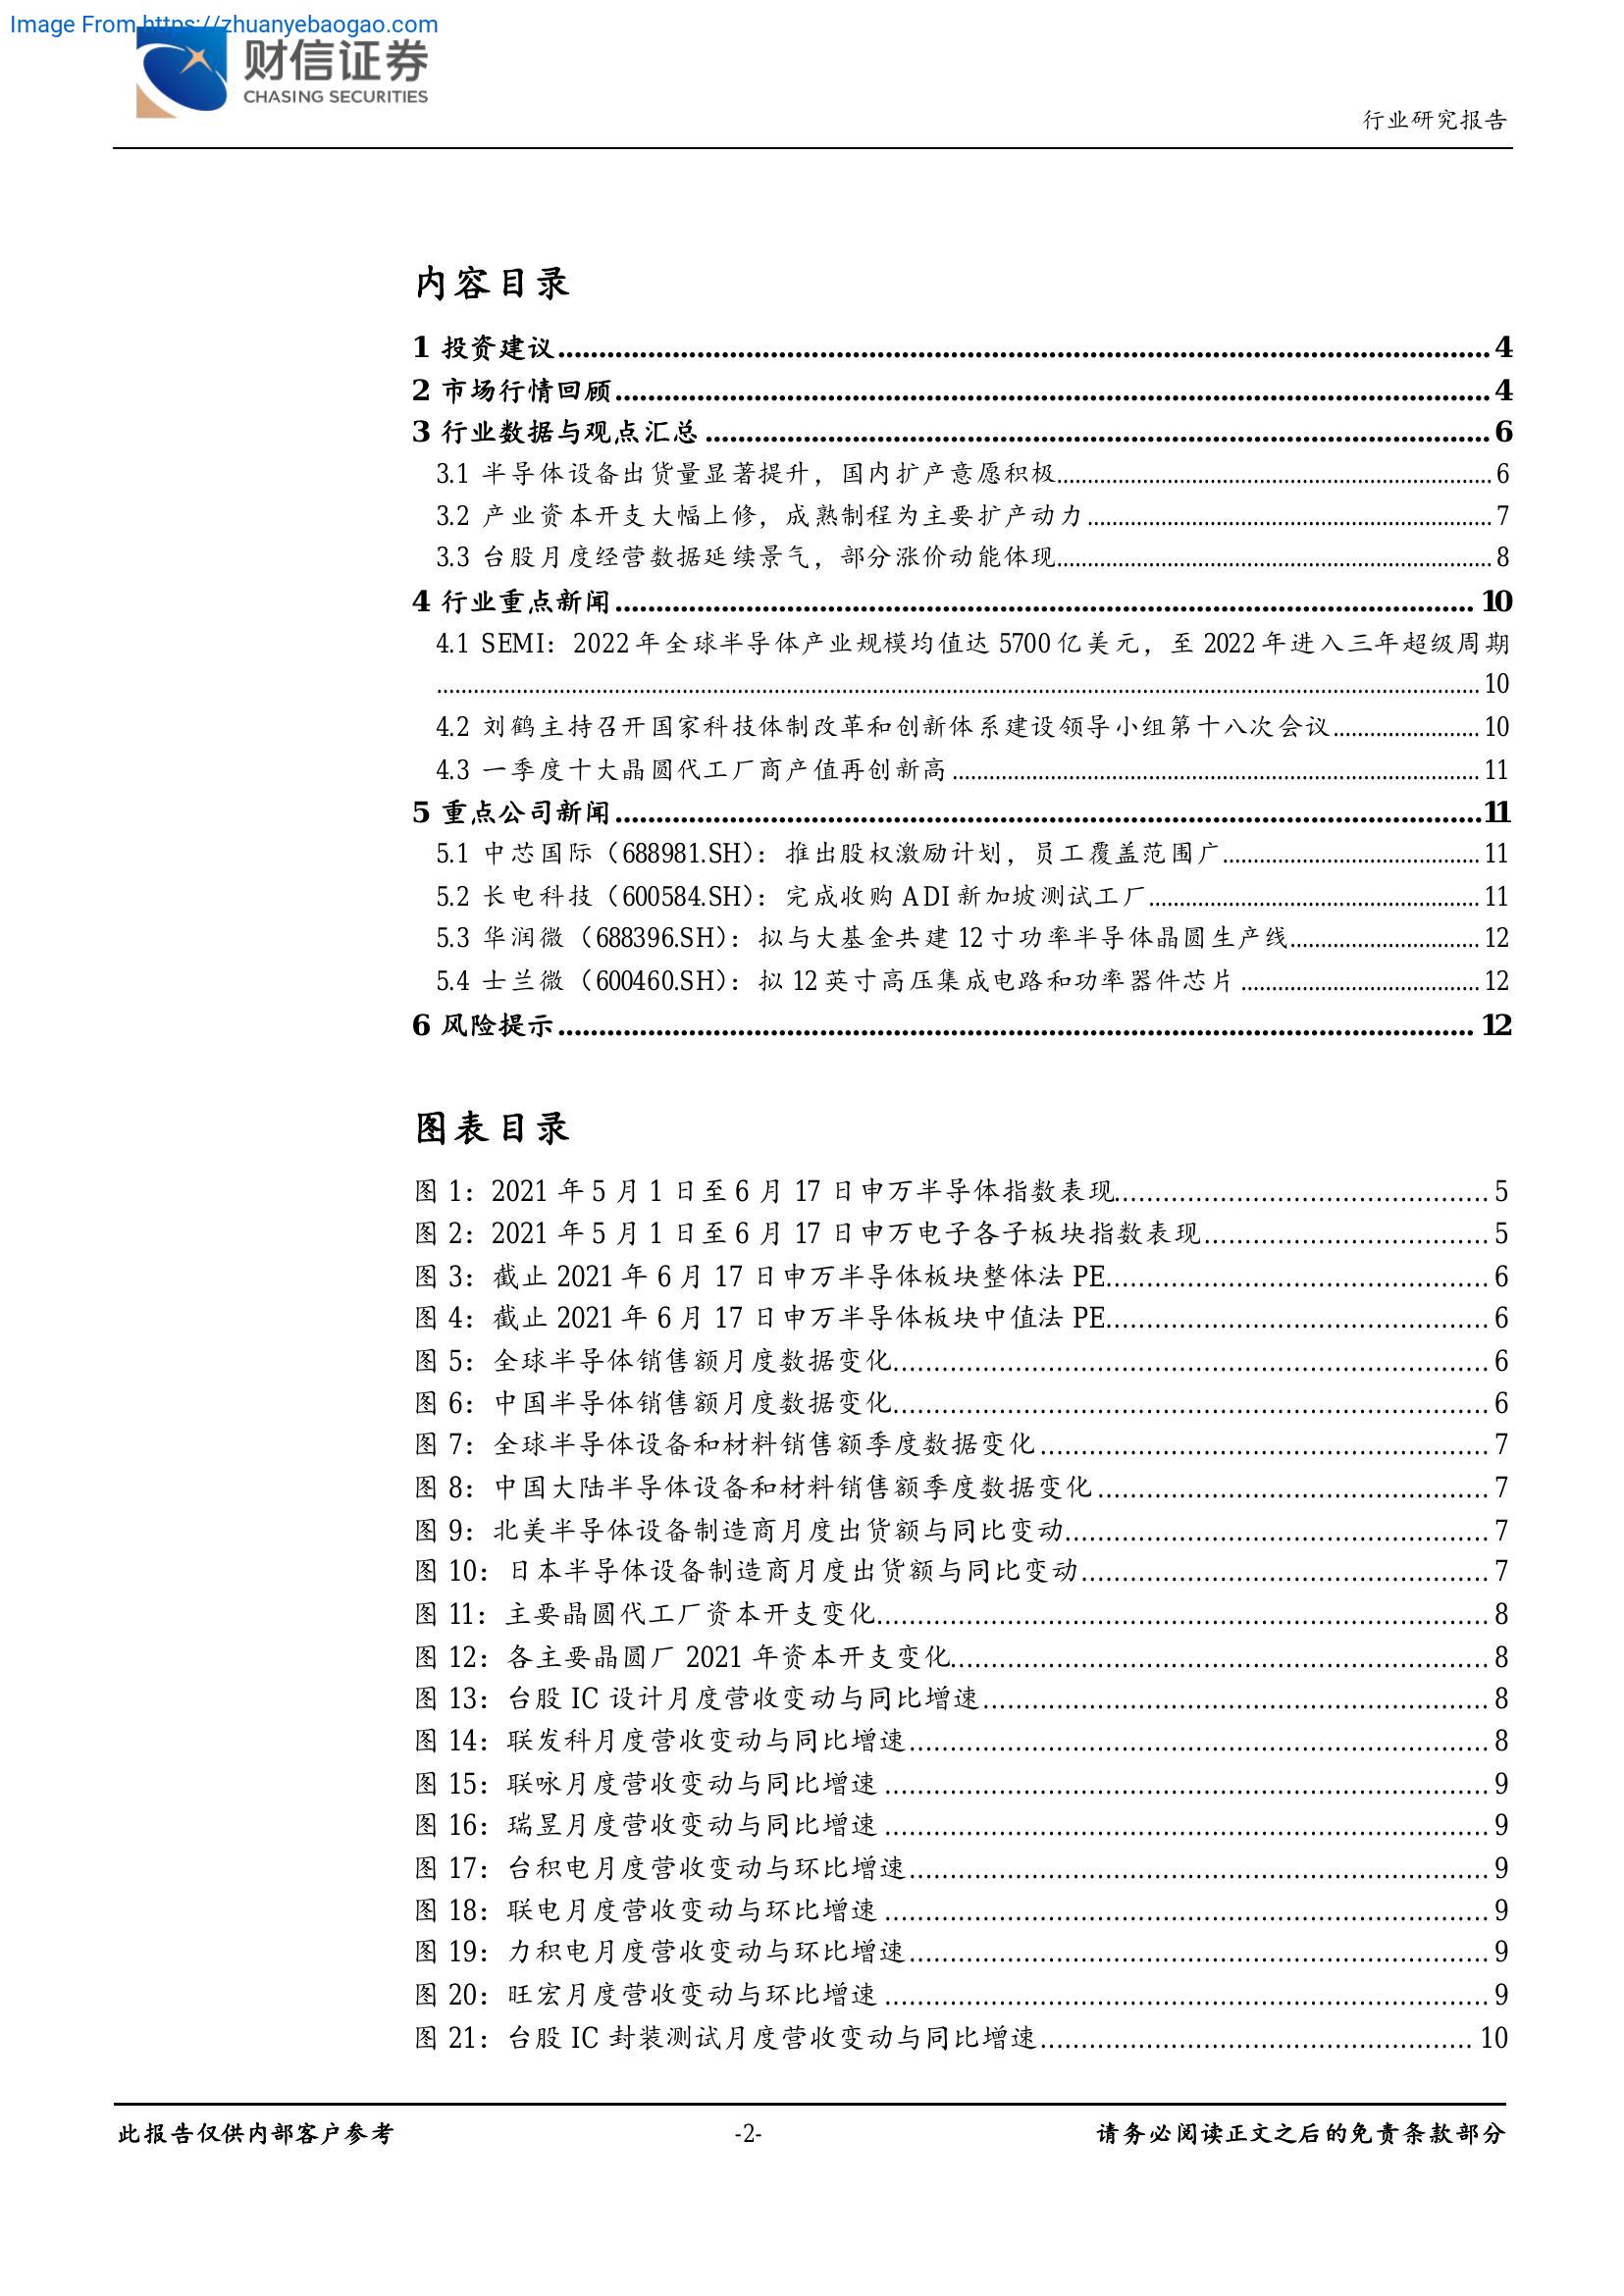 Image From https://zhuanyebaogao.com
财信证券
CHASING SECURITIES
行业研究报告
内容目录
1 投资建议........................................4
2 市场行情回顾........................................4
3 行业数据与观点汇总........................................6
3.1 半导体设备出货量显著提升，国内扩产意愿积极........................................6
3.2 产业资本开支大幅上修，成熟制程为主要扩产动力........................................7
3.3 台股月度经营数据延续景气，部分涨价动能体现........................................8
4 行业重点新闻........................................10
4.1 SEMI：2022 年全球半导体产业规模均值达 5700 亿美元，至 2022 年进入三年超级周期
........................................10
4.2 刘鹤主持召开国家科技体制改革和创新体系建设领导小组第十八次会议........................................10
4.3 一季度十大晶圆代工厂商产值再创新高........................................11
5 重点公司新闻........................................11
5.1 中芯国际（688981.SH）：推出股权激励计划，员工覆盖范围广........................................11
5.2 长电科技（600584.SH）：完成收购 ADI 新加坡测试工厂........................................11
5.3 华润微（688396.SH）：拟与大基金共建 12 寸功率半导体晶圆生产线........................................12
5.4 士兰微（600460.SH）：拟 12 英寸高压集成电路和功率器件芯片........................................12
6 风险提示........................................12
图表目录
图 1：2021 年 5 月 1 日至 6 月 17 日申万半导体指数表现........................................5
图 2：2021 年 5 月 1 日至 6 月 17 日申万电子各子板块指数表现........................................5
图 3：截止 2021 年 6 月 17 日申万半导体板块整体法 PE........................................6
图 4：截止 2021 年 6 月 17 日申万半导体板块中值法 PE........................................6
图 5：全球半导体销售额月度数据变化........................................6
图 6：中国半导体销售额月度数据变化........................................6
图 7：全球半导体设备和材料销售额季度数据变化........................................7
图 8：中国大陆半导体设备和材料销售额季度数据变化........................................7
图 9：北美半导体设备制造商月度出货额与同比变动........................................7
图 10：日本半导体设备制造商月度出货额与同比变动........................................7
图 11：主要晶圆代工厂资本开支变化........................................8
图 12：各主要晶圆厂 2021 年资本开支变化........................................8
图 13：台股 IC 设计月度营收变动与同比增速........................................8
图 14：联发科月度营收变动与同比增速........................................8
图 15：联咏月度营收变动与同比增速........................................9
图 16：瑞昱月度营收变动与同比增速........................................9
图 17：台积电月度营收变动与环比增速........................................9
图 18：联电月度营收变动与环比增速........................................9
图 19：力积电月度营收变动与环比增速........................................9
图 20：旺宏月度营收变动与环比增速........................................9
图 21：台股 IC 封装测试月度营收变动与同比增速........................................10
此报告仅供内部客户参考
-2-
请务必阅读正文之后的免责条款部分